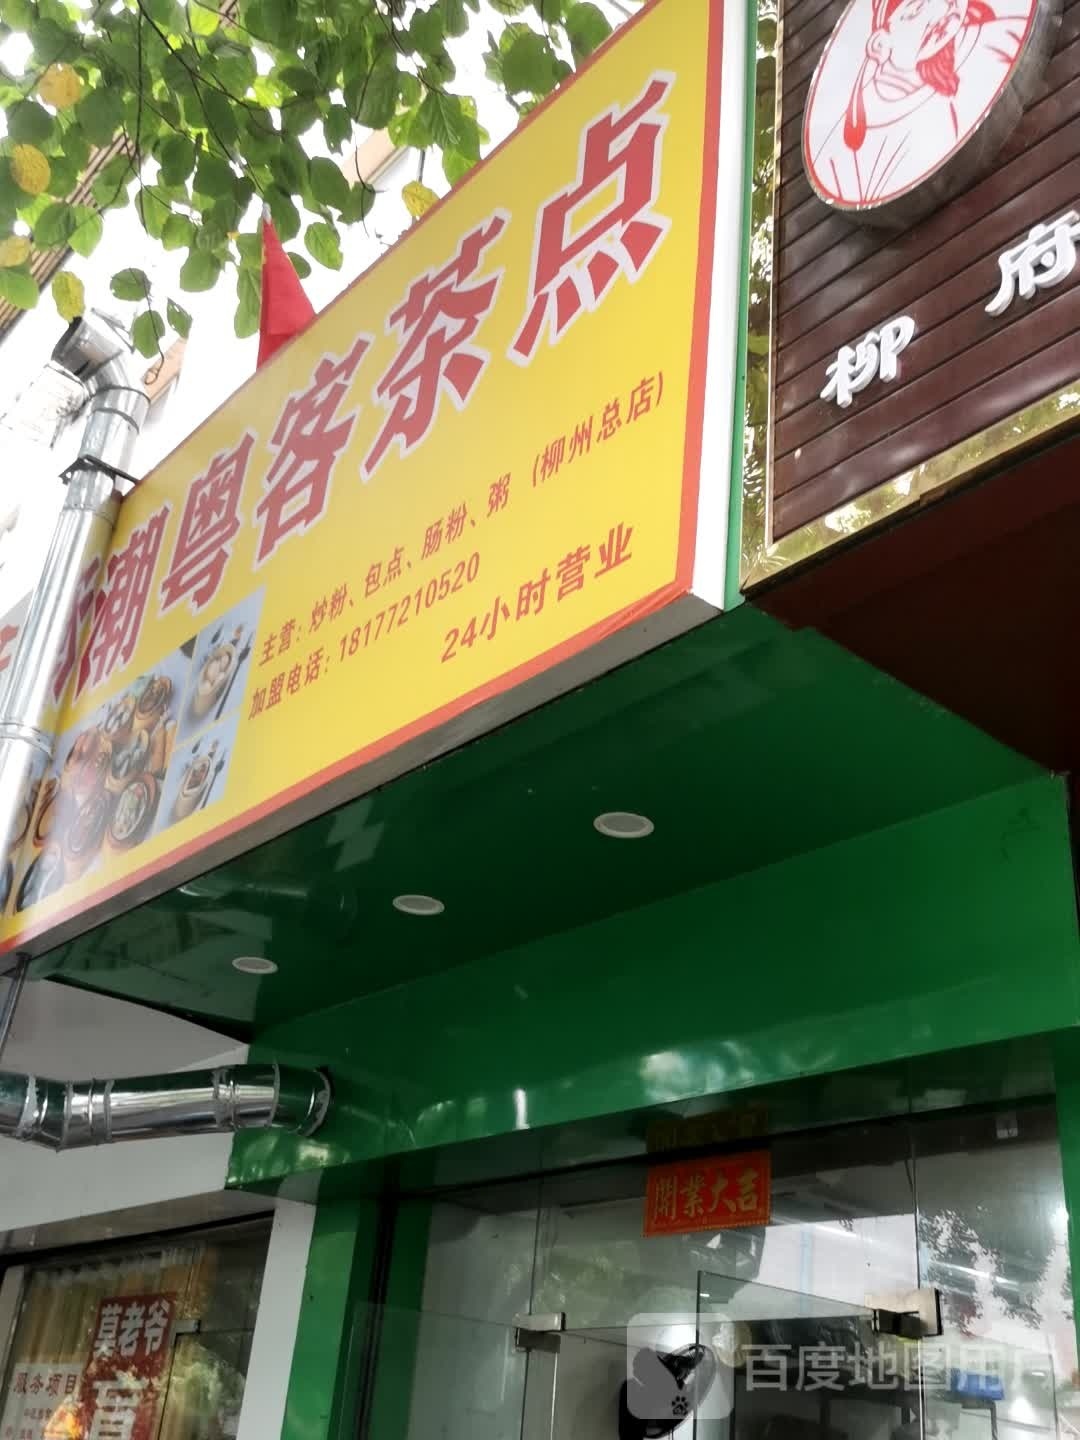 潮粤客茶点
主营：炒粉、包点、肠粉、粥 （柳州总店）
加盟电话：18177210520
24小时营业
柳府
開業大吉
莫老爷
服务项目
百度地图用户